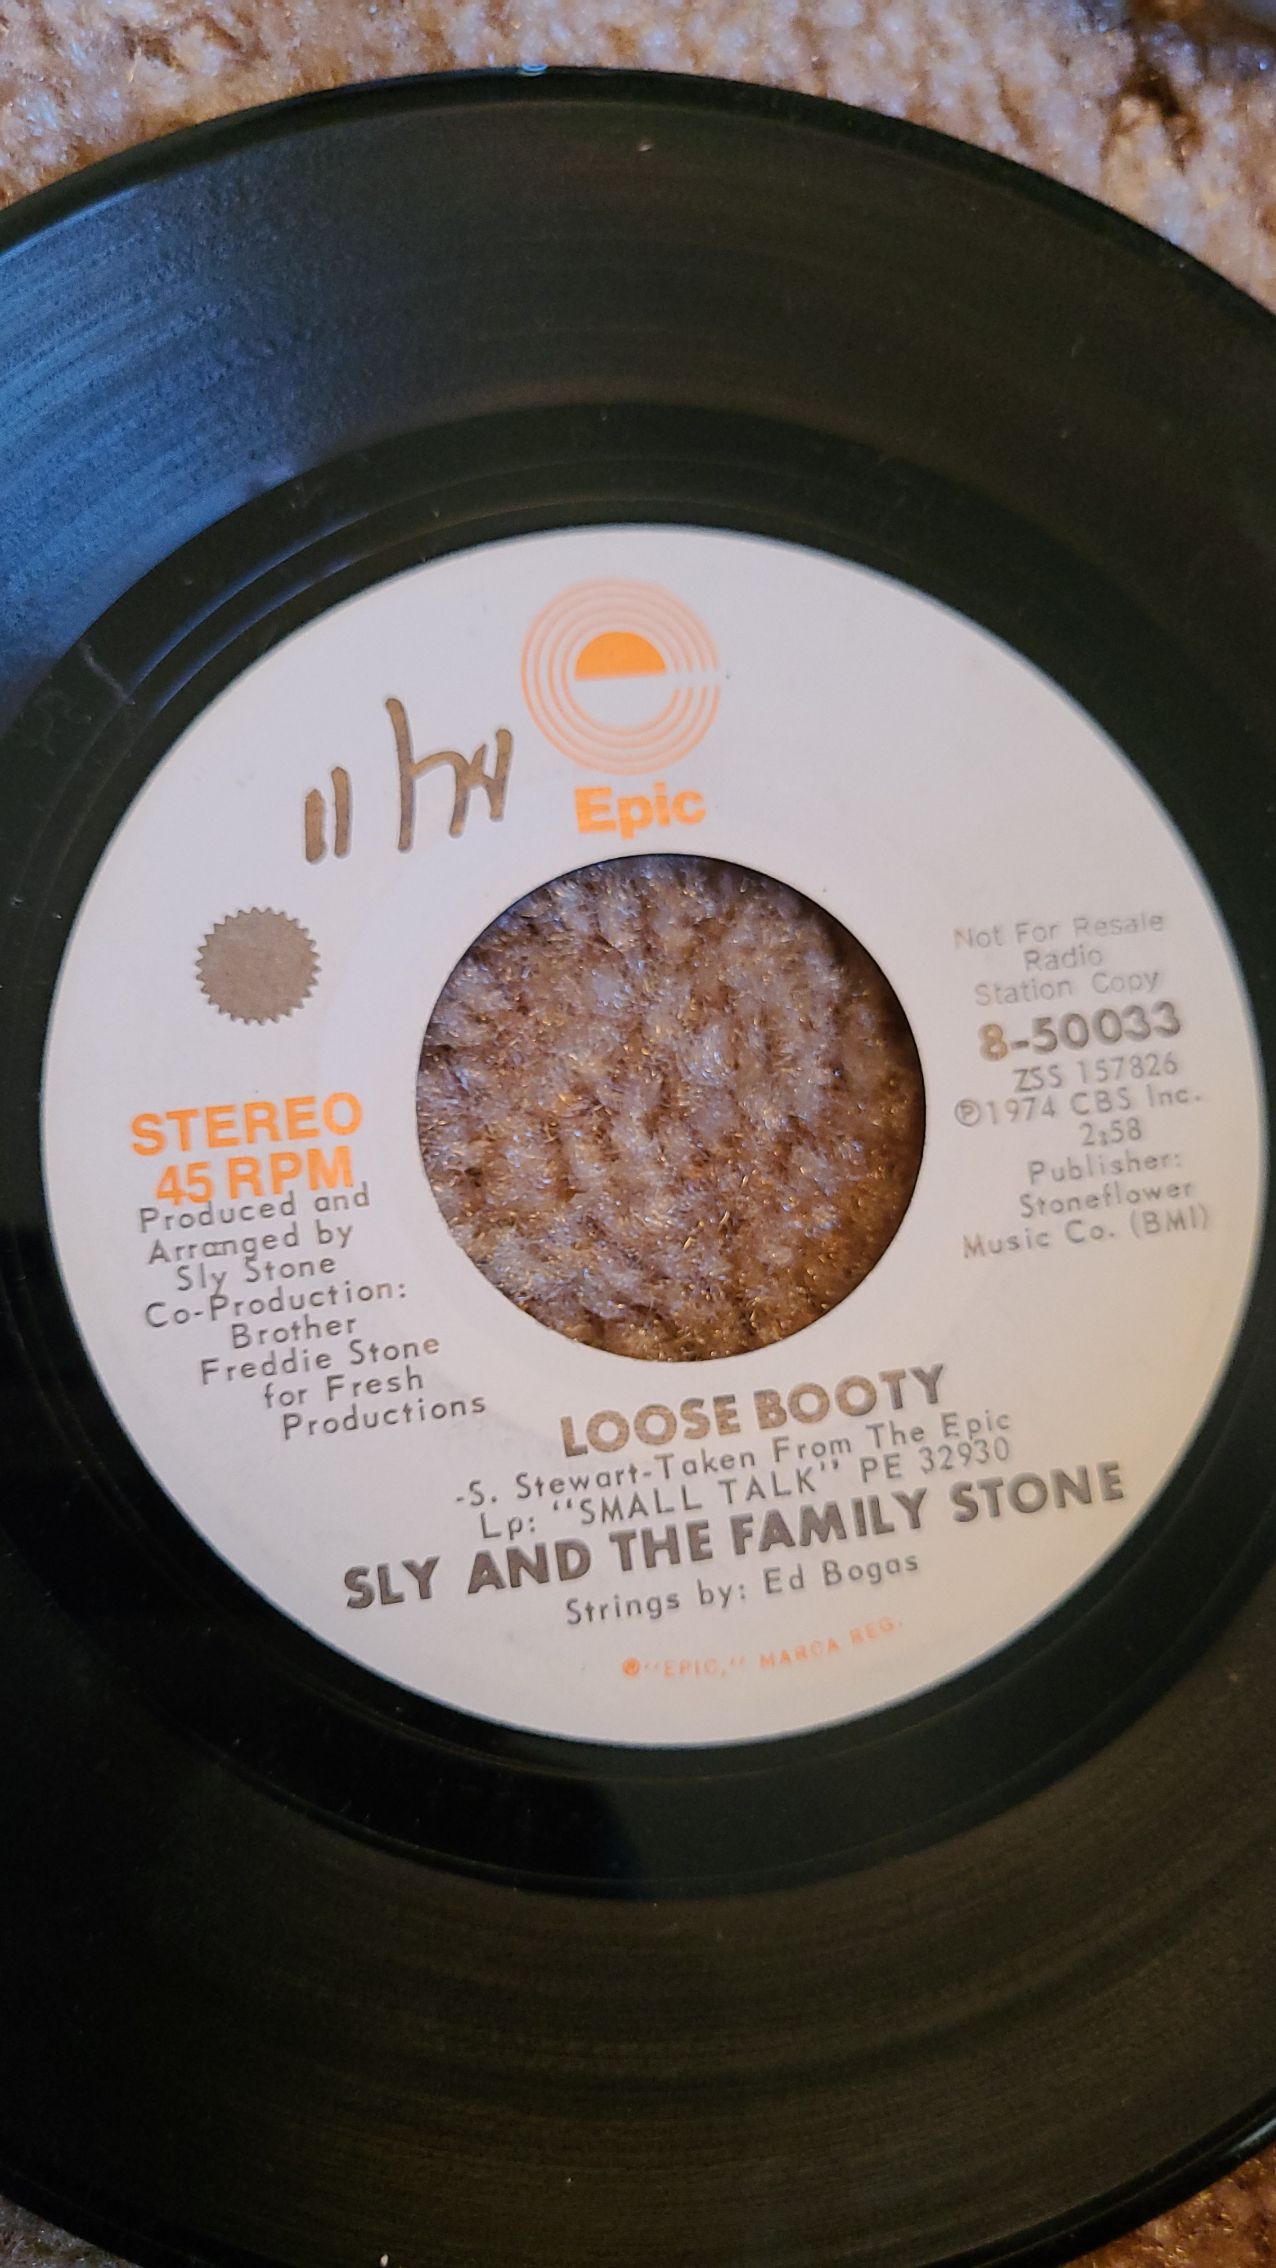 Epic
Not For Resale
Radio
Station Copy
8-50033
ZSS 157826
Ⓟ1974 CBS Inc.
2:58
Publisher:
Stoneflower
Music Co. (BMI)
STEREO
45 RPM
Produced and
Arranged by
Sly Stone
Co-Production:
Brother
Freddie Stone
for Fresh
Productions
LOOSE BOOTY
-S. Stewart-Taken From The Epic
Lp: "SMALL TALK" PE 32930
SLY AND THE FAMILY STONE
Strings by: Ed Bogas
®"EPIC," MARCA REG.